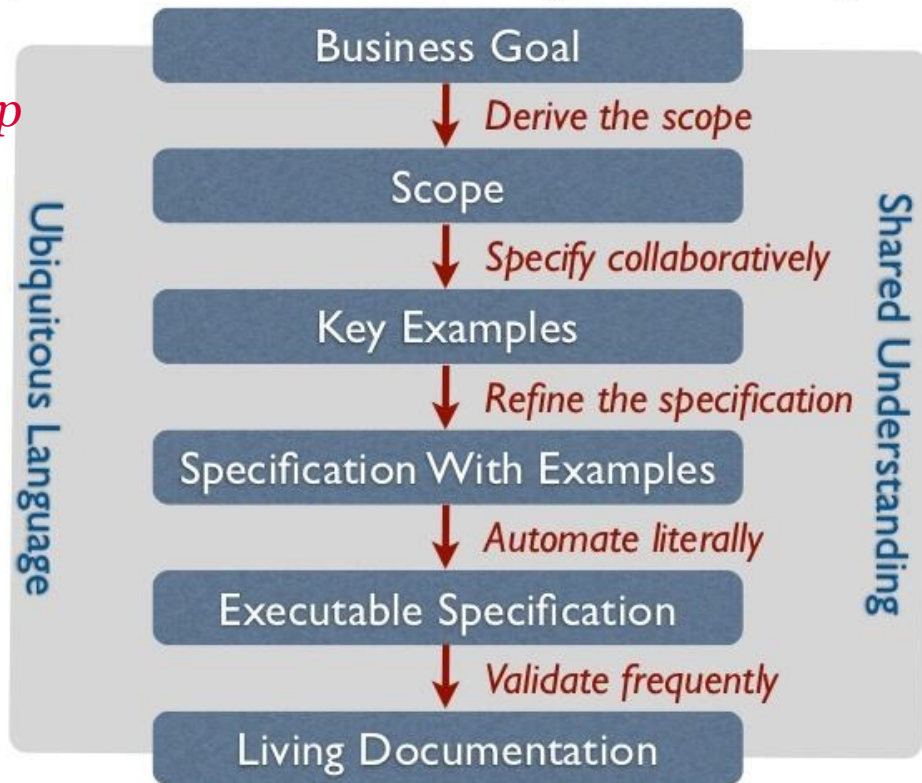 Business Goal
p
Derive the scope
Scope
Specify collaboratively
Key Examples
Refine the specification
Specification With Examples
Automate literally
Executable Specification
Validate frequently
Living Documentation
Ubiquitous Language
Shared Understanding